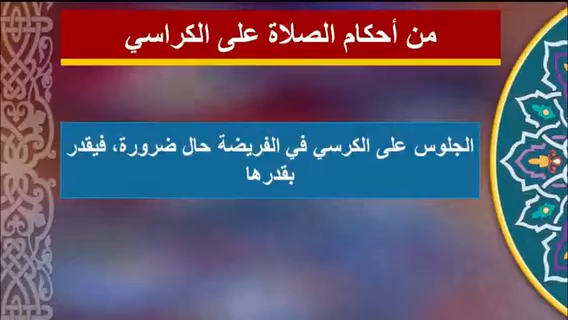 من أحكام الصلاة على الكراسي
الجلوس على الكرسي في الفريضة حال ضرورة، فيقدر
بقدرها